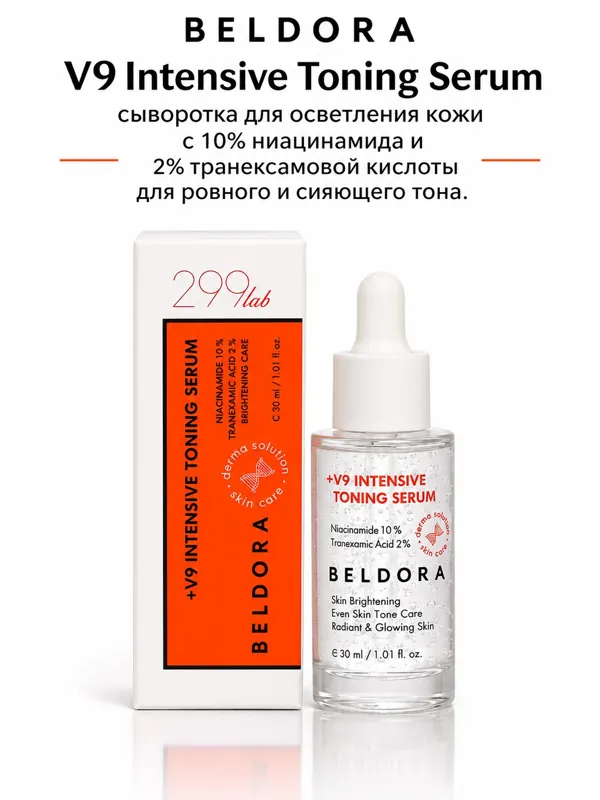 BELDORA
V9 Intensive Toning Serum
сыворотка для осветления кожи
с 10% ниацинамида и
2% транексамовой кислоты
для ровного и сияющего тона.
299lab
+V9 INTENSIVE TONING SERUM
NIACINAMIDE 10 %
TRANEXAMIC ACID 2 %
BRIGHTENING CARE
C 30 ml / 1.01 fl. oz.
derma solution
skin care
BELDORA
+V9 INTENSIVE
TONING SERUM
Niacinamide 10 %
Tranexamic Acid 2%
derma solution
skin care
BELDORA
Skin Brightening
Even Skin Tone Care
Radiant & Glowing Skin
€ 30 ml / 1.01 fl. oz.